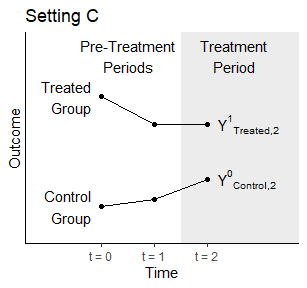 Setting C
Pre-Treatment Periods
Treatment Period
Treated Group
Y¹Treated,2
Control Group
Y⁰Control,2
Outcome
t = 0 t = 1 t = 2
Time